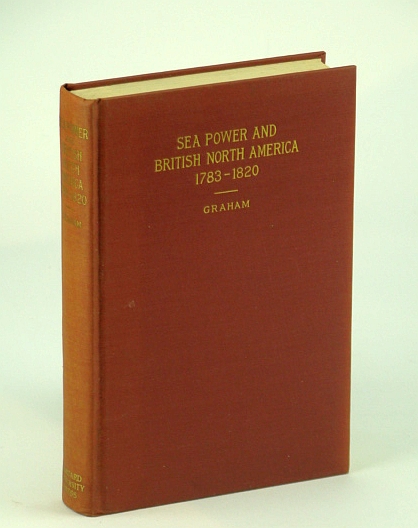 SEA POWER AND
BRITISH NORTH AMERICA
1783-1820
GRAHAM